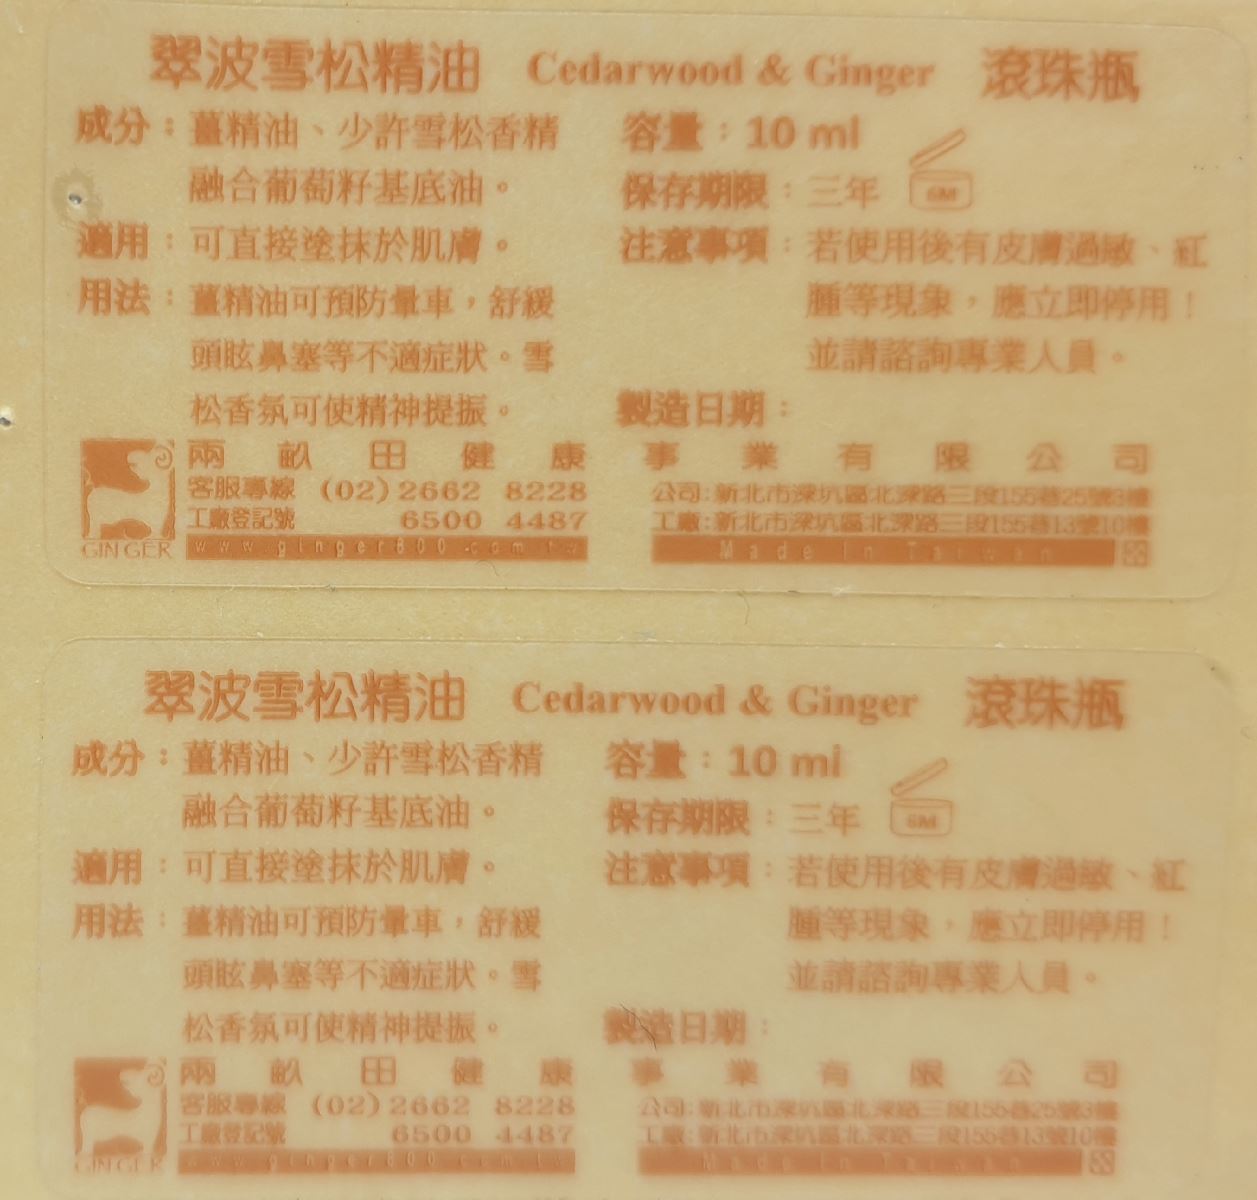 翠波雪松精油 Cedarwood & Ginger 滾珠瓶
成分：薑精油、少許雪松香精
融合葡萄籽基底油。
適用：可直接塗抹於肌膚。
用法：薑精油可預防暈車，舒緩
頭眩鼻塞等不適症狀。雪
松香氛可使精神提振。
容量：10 ml
保存期限：三年 6M
注意事項：若使用後有皮膚過敏、紅
腫等現象，應立即停用！
並請諮詢專業人員。
製造日期：
GINGER
兩畝田健康事業有限公司
客服專線 (02)2662 8228
工廠登記號 6500 4487
www.ginger800.com.tw
公司:新北市深坑區北深路三段155巷25號3樓
工廠:新北市深坑區北深路三段155巷13號10樓
Made in Taiwan
翠波雪松精油 Cedarwood & Ginger 滾珠瓶
成分：薑精油、少許雪松香精
融合葡萄籽基底油。
適用：可直接塗抹於肌膚。
用法：薑精油可預防暈車，舒緩
頭眩鼻塞等不適症狀。雪
松香氛可使精神提振。
容量：10 ml
保存期限：三年 6M
注意事項：若使用後有皮膚過敏、紅
腫等現象，應立即停用！
並請諮詢專業人員。
製造日期：
GINGER
兩畝田健康事業有限公司
客服專線 (02)2662 8228
工廠登記號 6500 4487
www.ginger800.com.tw
公司:新北市深坑區北深路三段155巷25號3樓
工廠:新北市深坑區北深路三段155巷13號10樓
Made in Taiwan